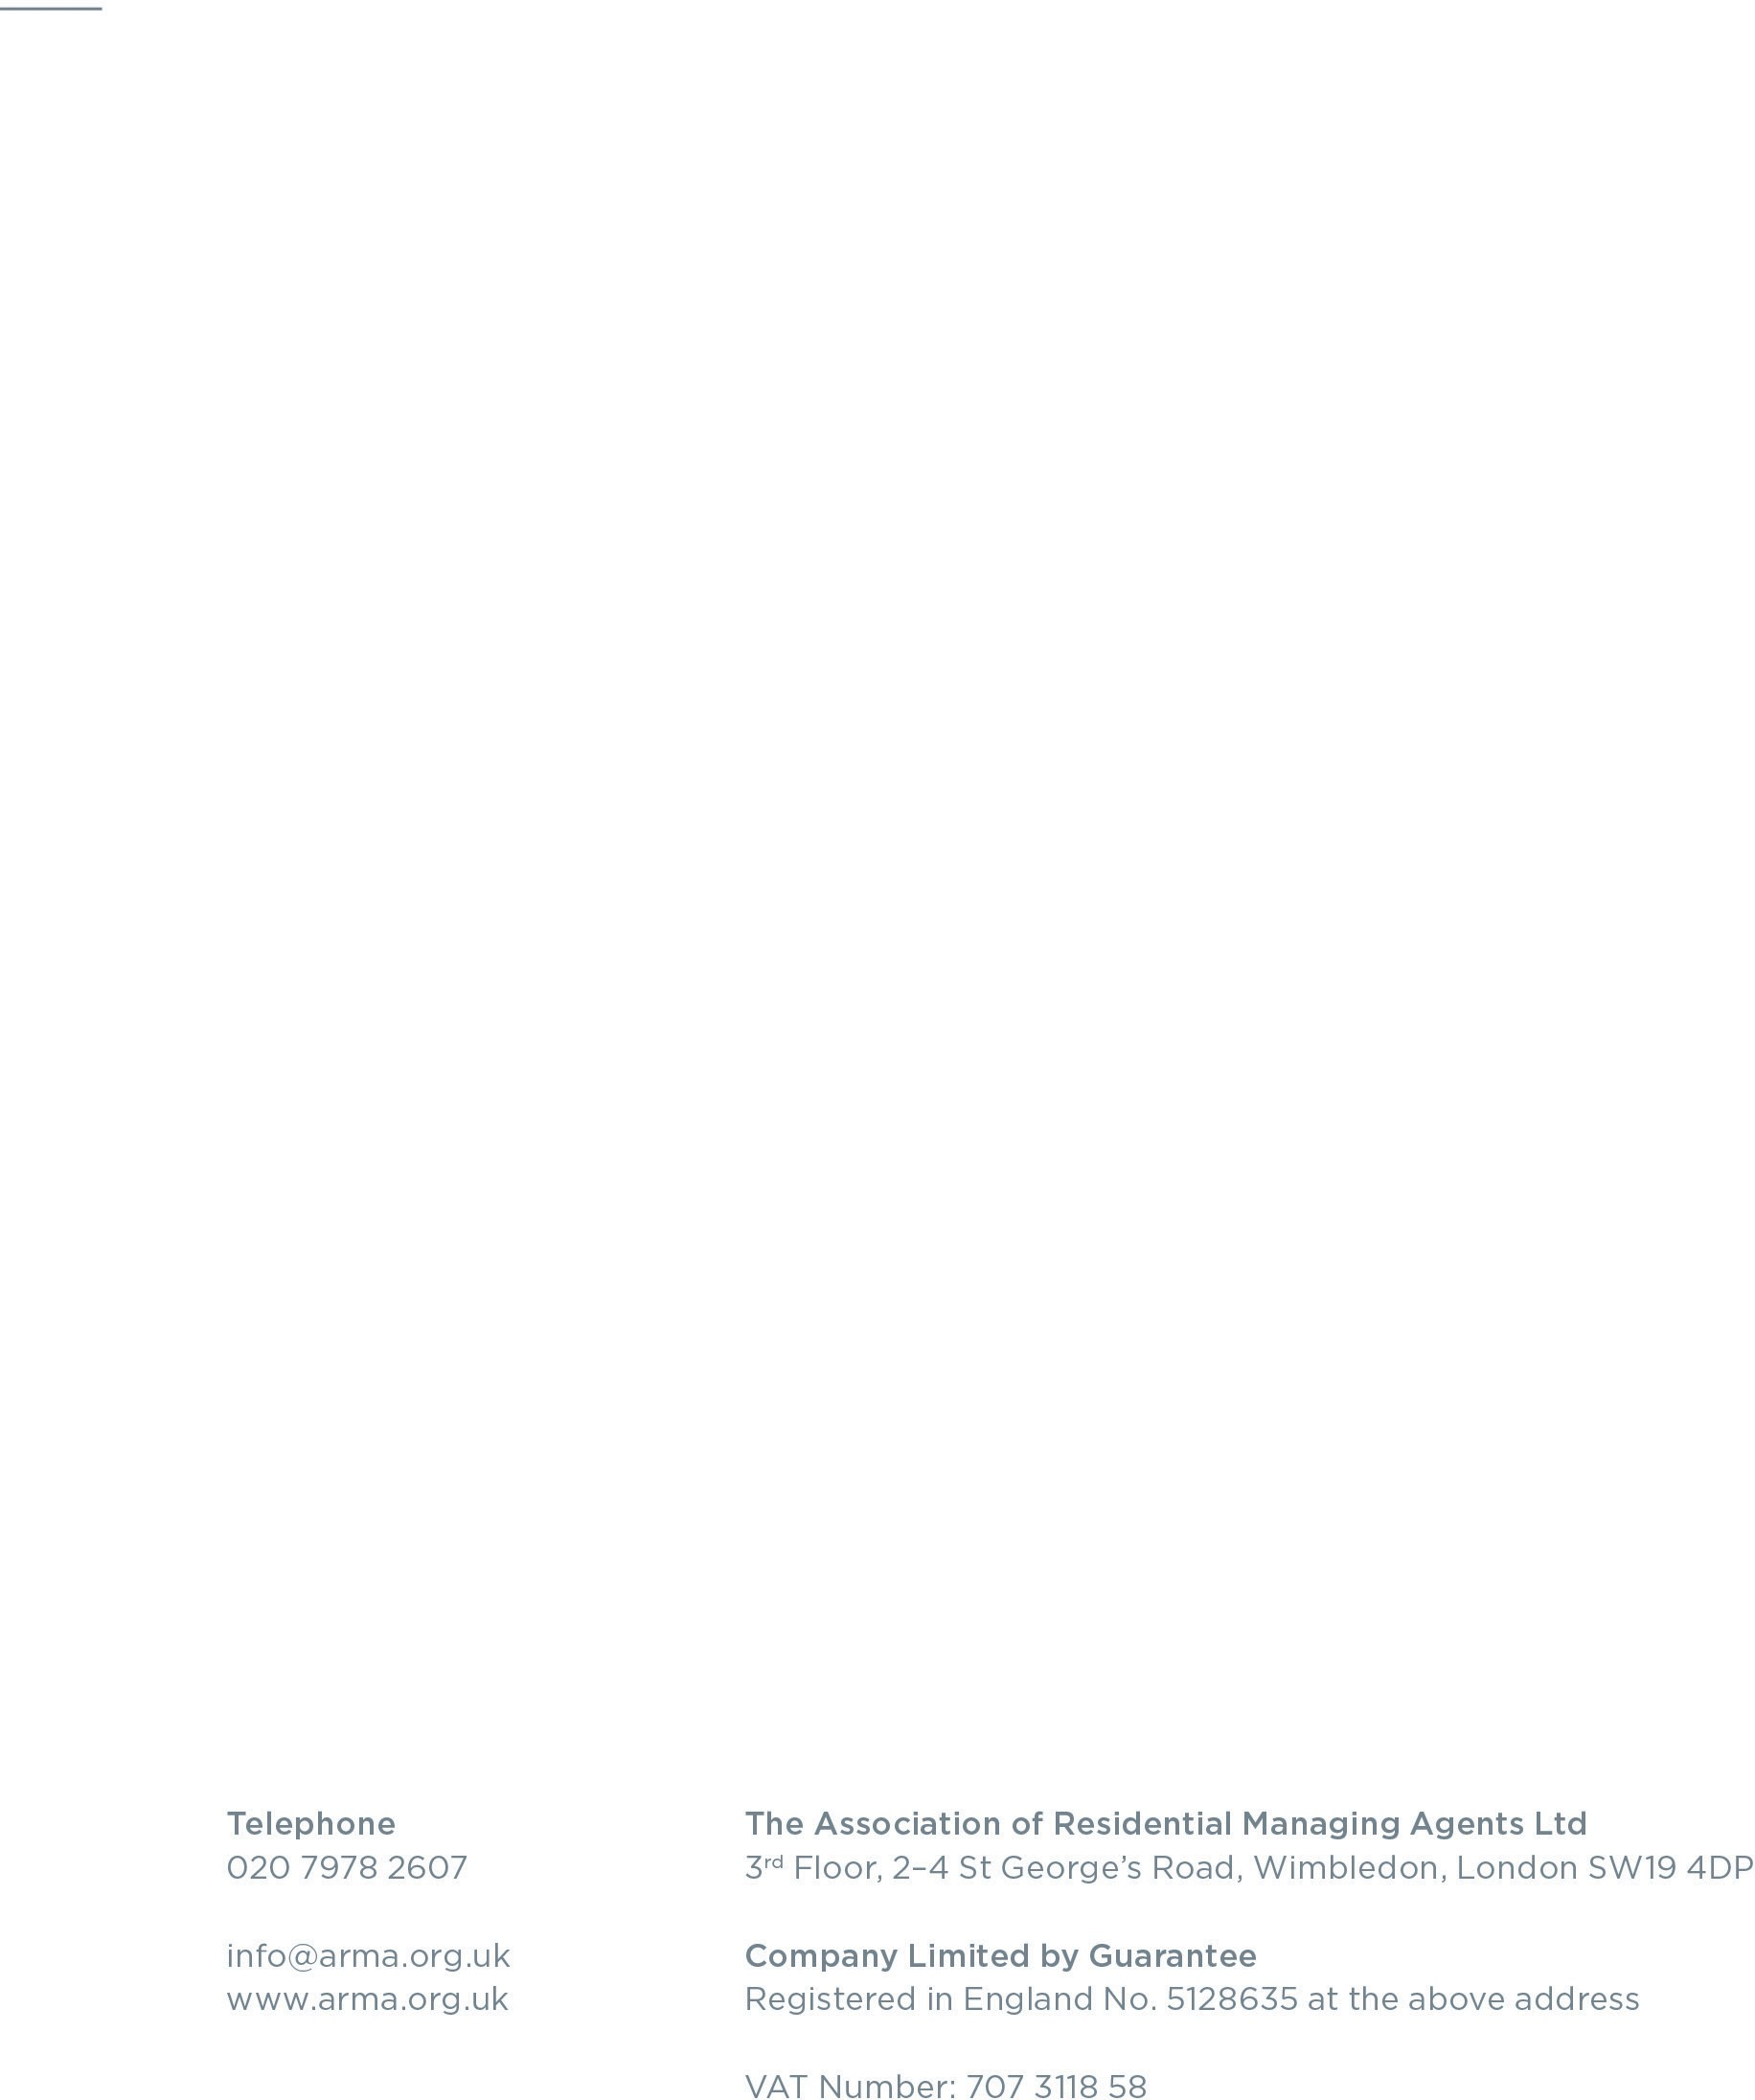 Telephone
020 7978 2607
info@arma.org.uk
www.arma.org.uk
The Association of Residential Managing Agents Ltd
3rd Floor, 2–4 St George’s Road, Wimbledon, London SW19 4DP
Company Limited by Guarantee
Registered in England No. 5128635 at the above address
VAT Number: 707 3118 58